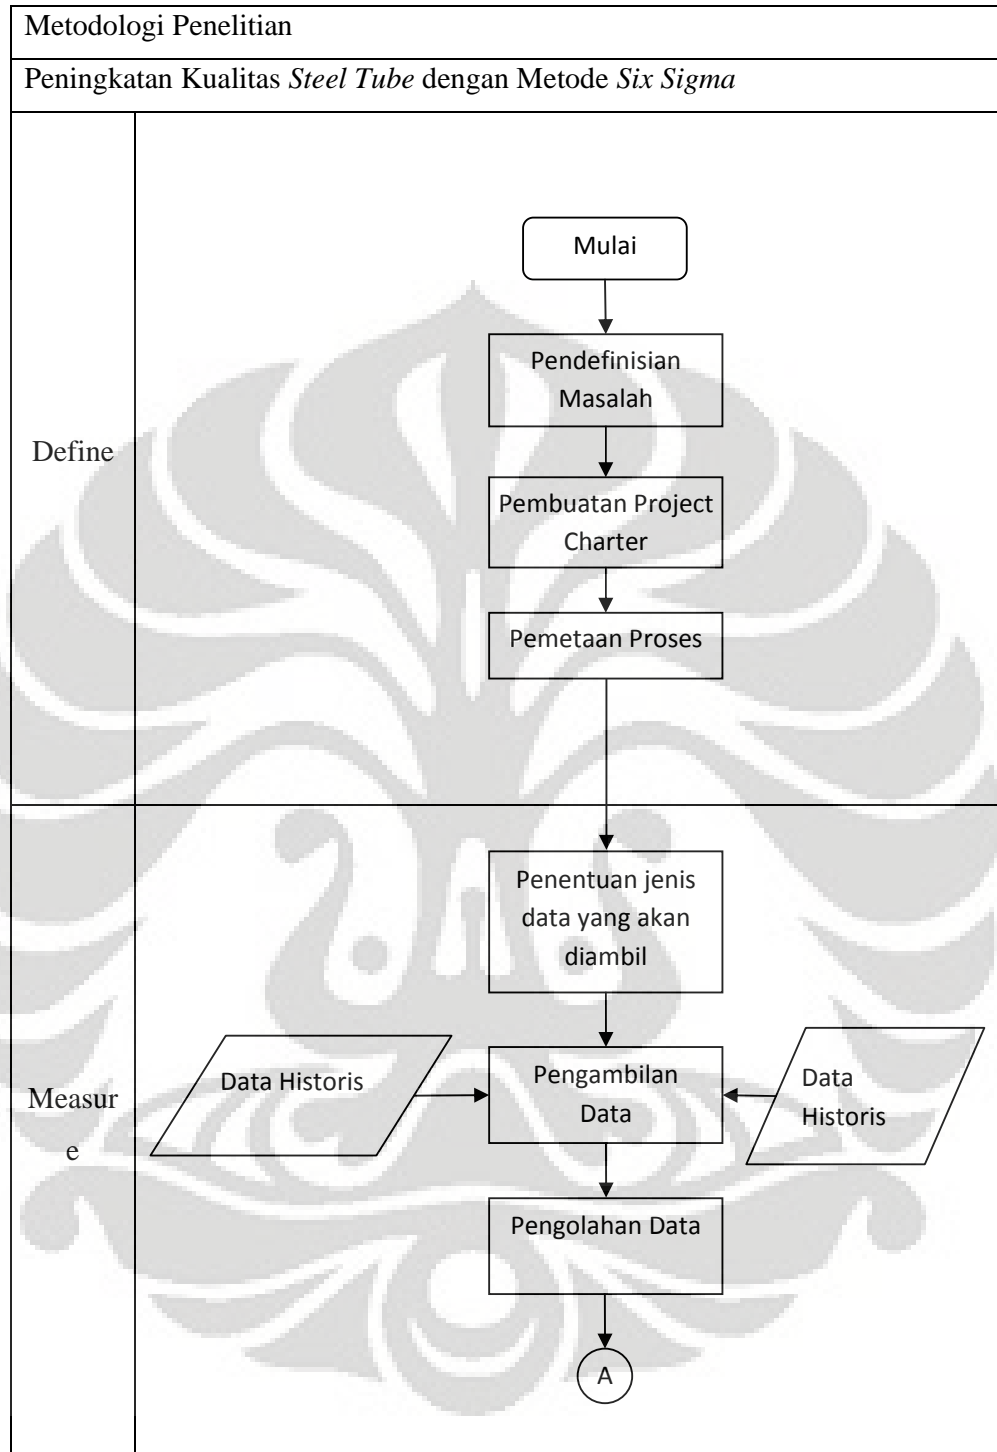 Metodologi Penelitian
Peningkatan Kualitas Steel Tube dengan Metode Six Sigma
Define
Mulai
Pendefinisian
Masalah
Pembuatan Project
Charter
Pemetaan Proses
Measur
e
Penentuan jenis
data yang akan
diambil
Data Historis
Pengambilan
Data
Data
Historis
Pengolahan Data
A